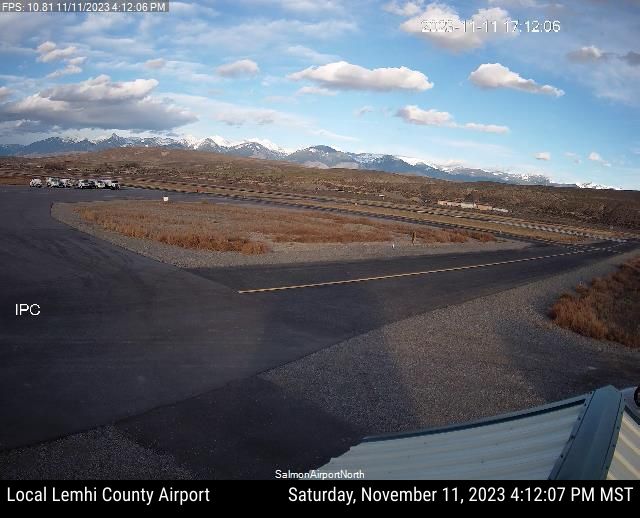 FPS: 10.81 11/11/2023 4:12:06 PM
2023-11-11 17:12:06
IPC
SalmonAirportNorth
Local Lemhi County Airport
Saturday, November 11, 2023 4:12:07 PM MST